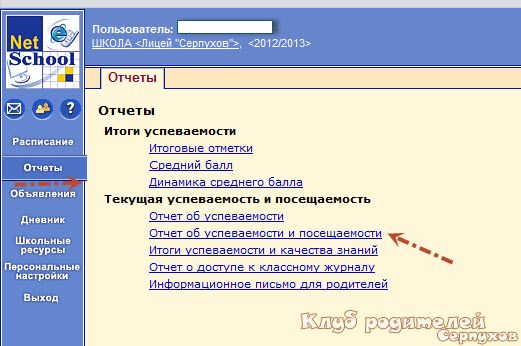 Net
School
Пользователь:
ШКОЛА <Лицей "Серпухов">, <2012/2013>
Отчеты
Расписание
Отчеты
Объявления
Дневник
Школьные
ресурсы
Персональные
настройки
Выход
Отчеты
Итоги успеваемости
Итоговые отметки
Средний балл
Динамика среднего балла
Текущая успеваемость и посещаемость
Отчет об успеваемости
Отчет об успеваемости и посещаемости
Итоги успеваемости и качества знаний
Отчет о доступе к классному журналу
Информационное письмо для родителей
Клуб родителей
Серпухов